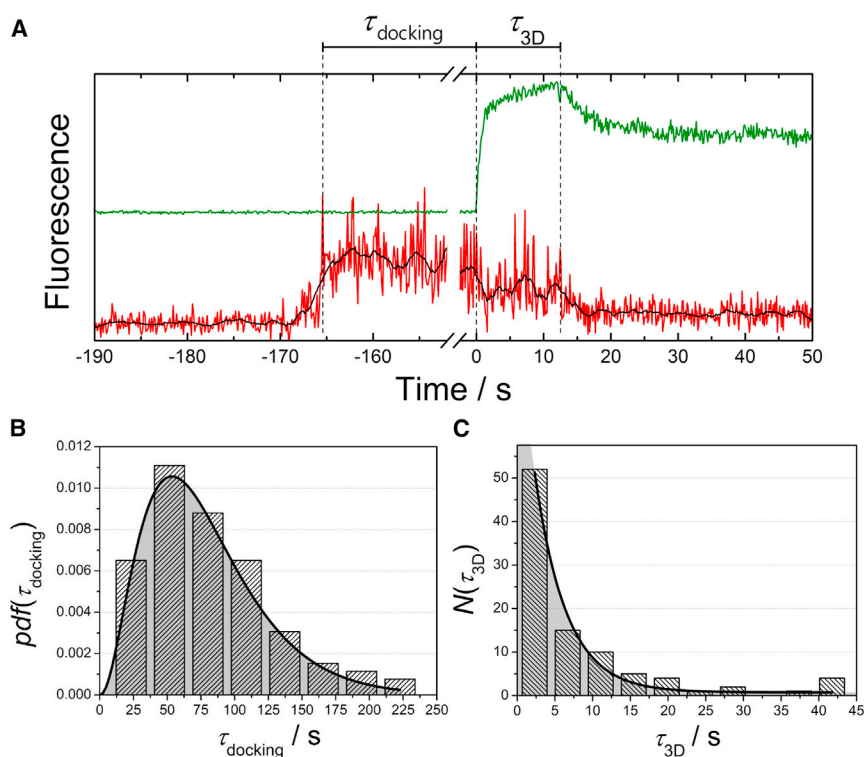 A
τdocking τ3D
Fluorescence
-190 -180 -170 -160 0 10 20 30 40 50
Time / s
B
0.012
0.010
0.008
0.006
0.004
0.002
0.000
pdf(τdocking)
0 25 50 75 100 125 150 175 200 225 250
τdocking / s
C
50
40
30
20
10
0
N(τ3D)
0 5 10 15 20 25 30 35 40 45
τ3D / s